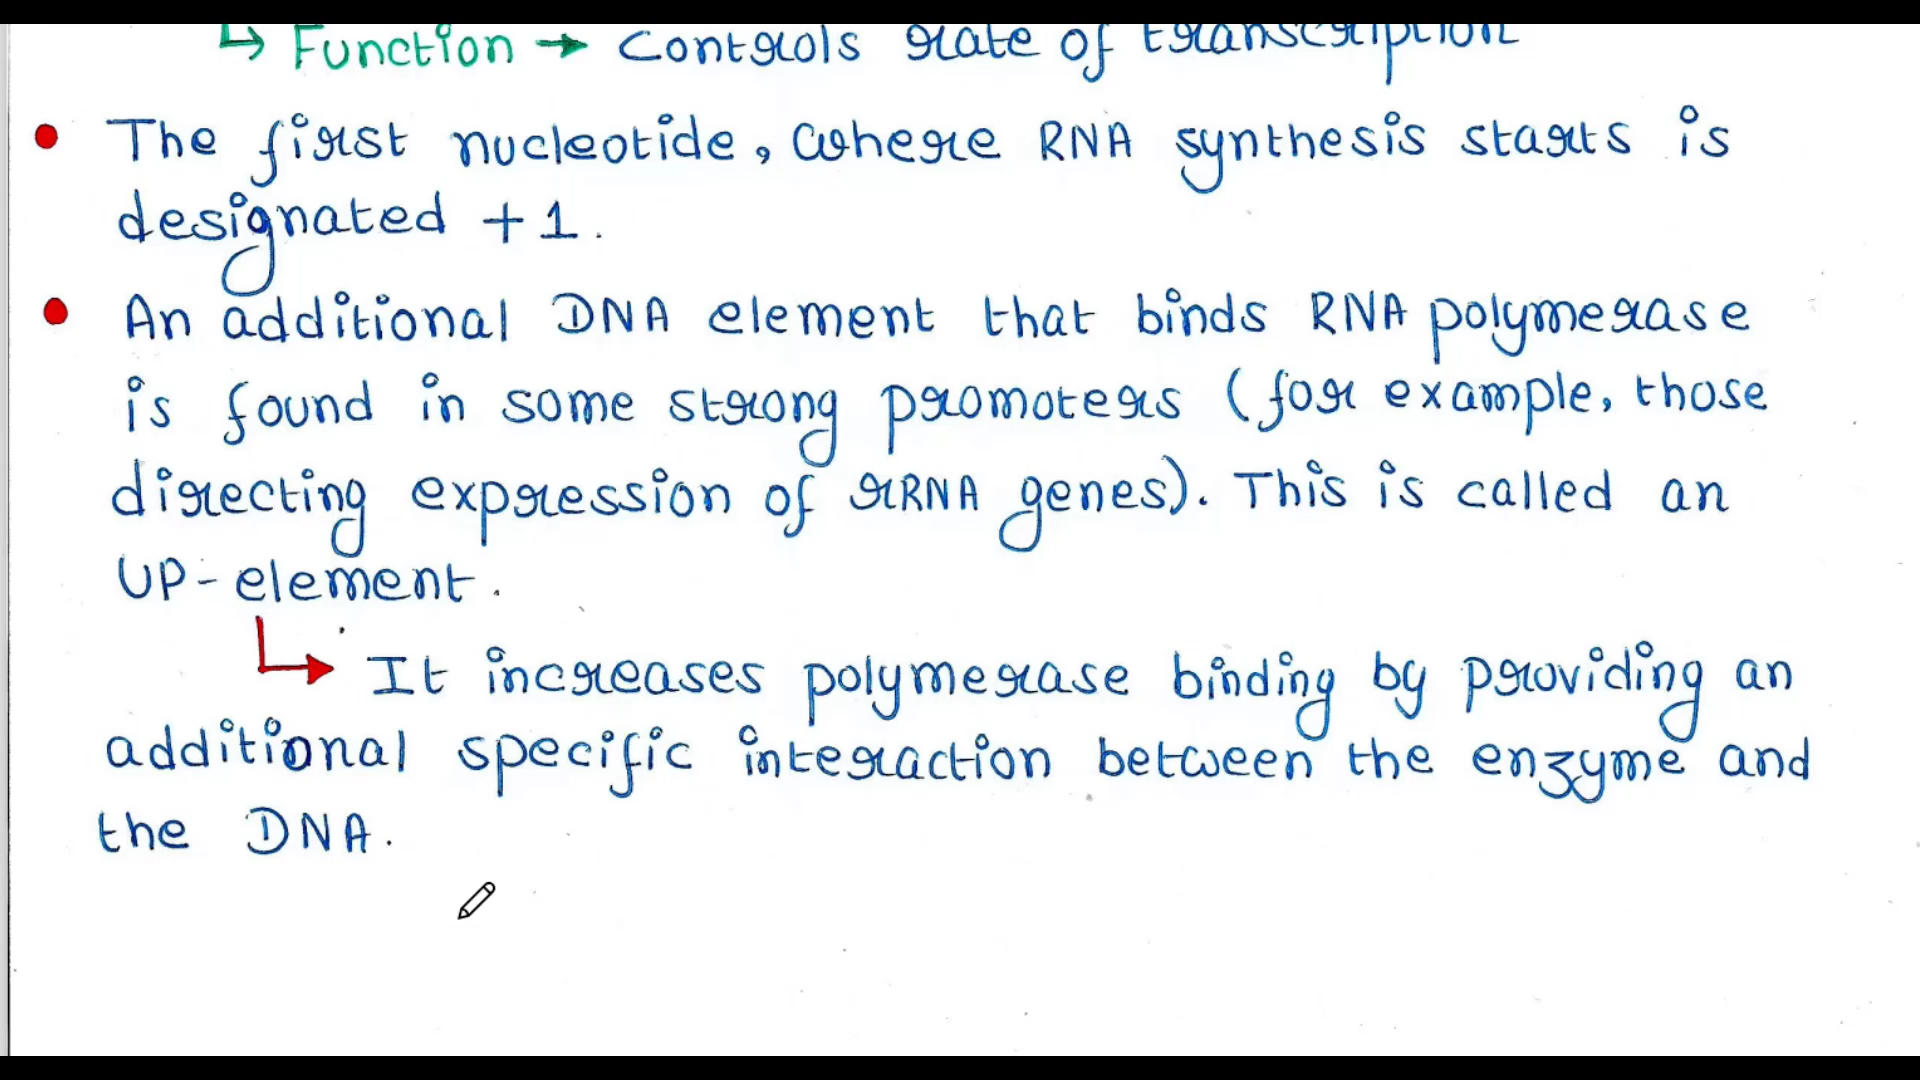 ↳ Function → Controls rate of transcription
• The first nucleotide, where RNA synthesis starts is
designated +1.
• An additional DNA element that binds RNA polymerase
is found in some strong promoters (for example, those
directing expression of rRNA genes). This is called an
UP-element.
↳ It increases polymerase binding by providing an
additional specific interaction between the enzyme and
the DNA.